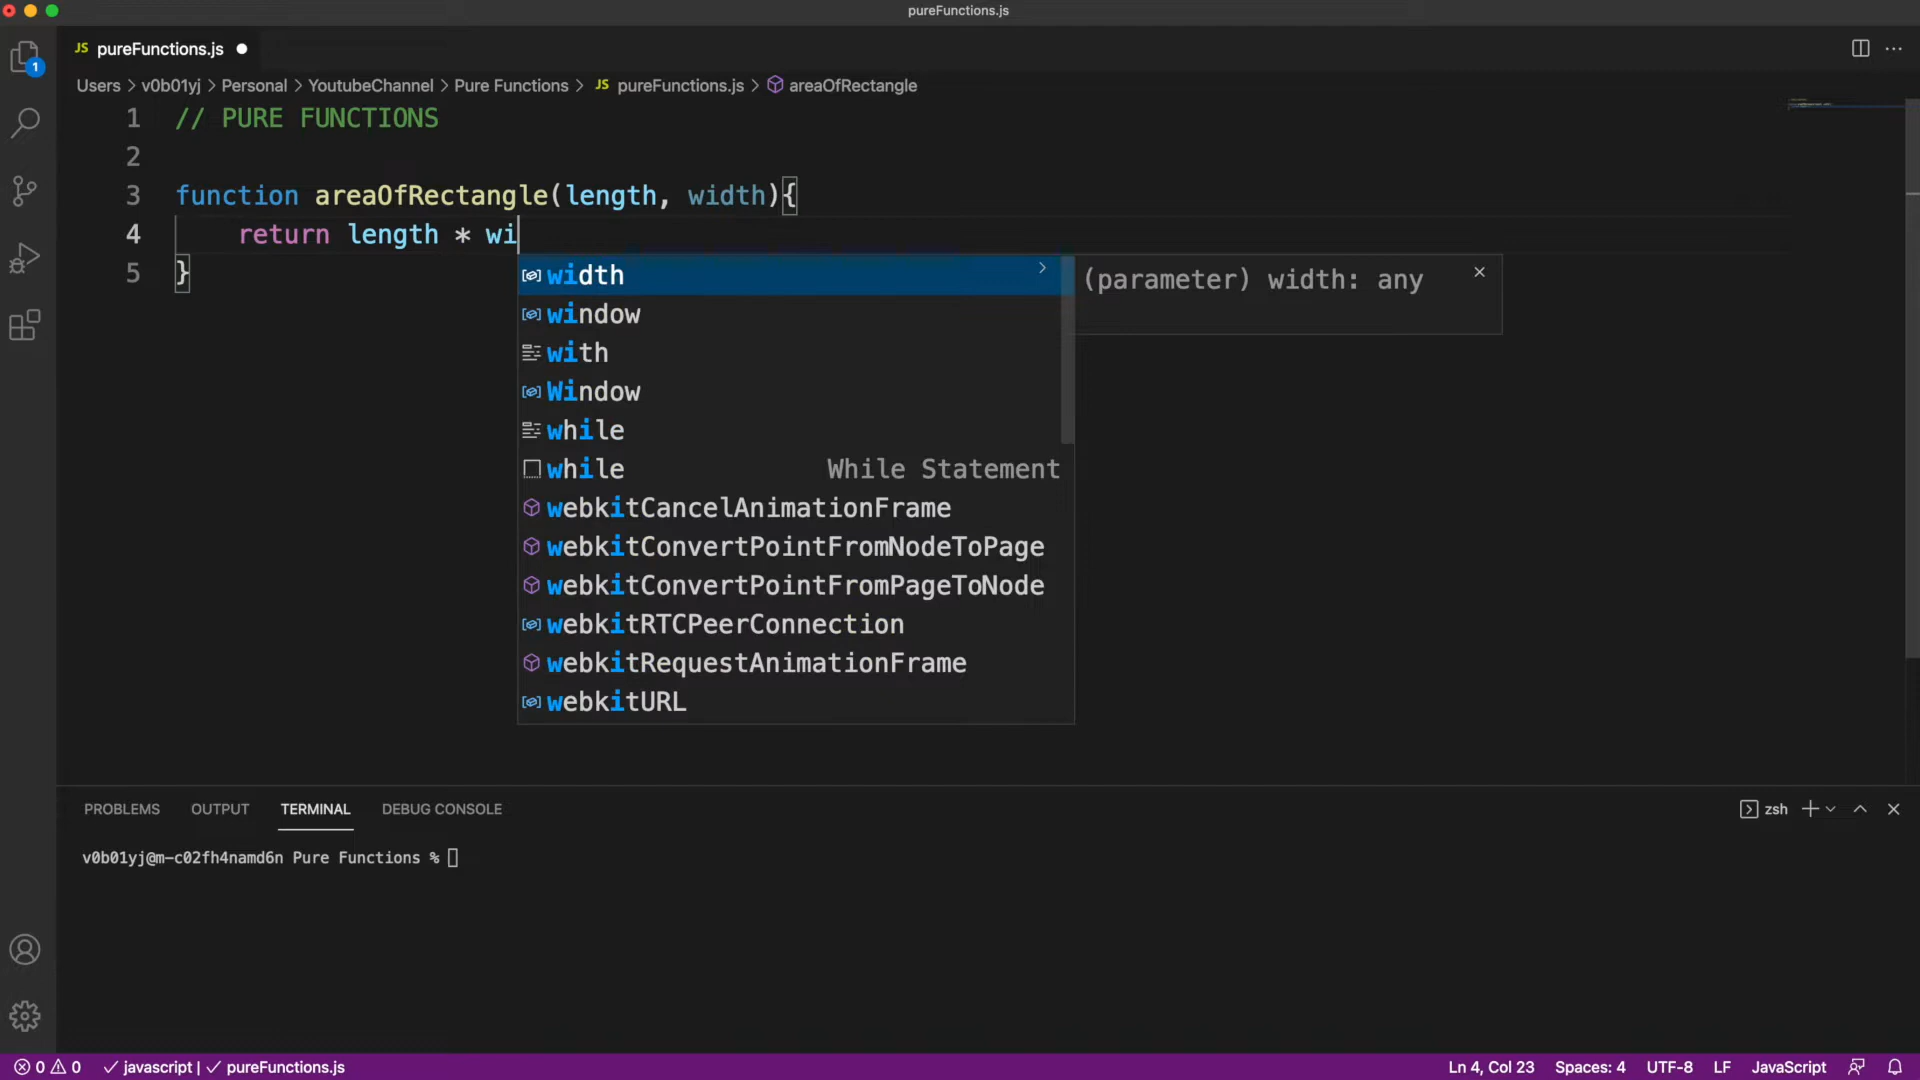 pureFunctions.js
JS pureFunctions.js
1
Users > v0b01yj > Personal > YoutubeChannel > Pure Functions > JS pureFunctions.js > areaOfRectangle
1 // PURE FUNCTIONS
2
3 function areaOfRectangle(length, width){
4 return length * wi
5 }
width
(parameter) width: any
window
with
Window
while
while While Statement
webkitCancelAnimationFrame
webkitConvertPointFromNodeToPage
webkitConvertPointFromPageToNode
webkitRTCPeerConnection
webkitRequestAnimationFrame
webkitURL
PROBLEMS OUTPUT TERMINAL DEBUG CONSOLE zsh
v0b01yj@m-c02fh4namd6n Pure Functions %
0 0 javascript | pureFunctions.js Ln 4, Col 23 Spaces: 4 UTF-8 LF JavaScript